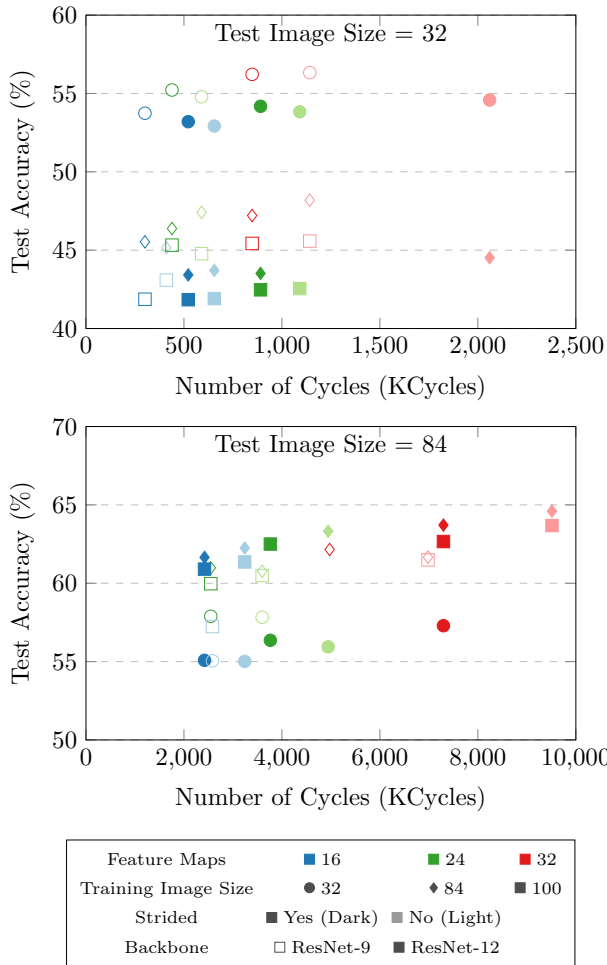 Test Image Size = 32
60
55
50
45
40
Test Accuracy (%)
0 500 1,000 1,500 2,000 2,500
Number of Cycles (KCycles)
Test Image Size = 84
70
65
60
55
50
Test Accuracy (%)
0 2,000 4,000 6,000 8,000 10,000
Number of Cycles (KCycles)
Feature Maps 16 24 32
Training Image Size 32 84 100
Strided Yes (Dark) No (Light)
Backbone ResNet-9 ResNet-12